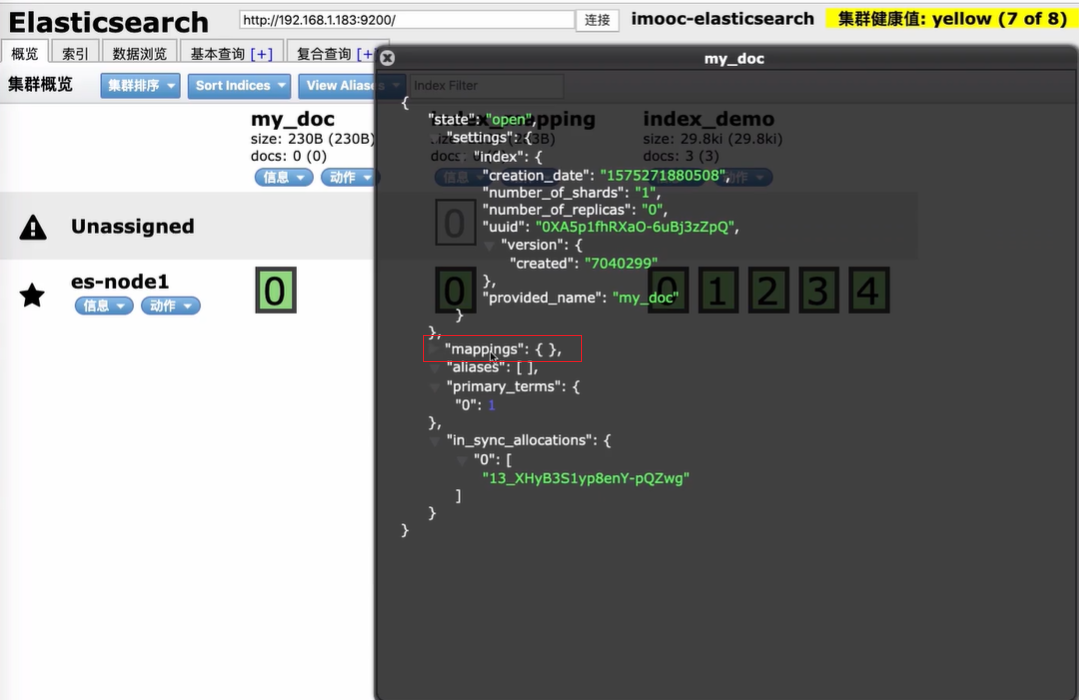 Elasticsearch
http://192.168.1.183:9200/
连接
imooc-elasticsearch
集群健康值: yellow (7 of 8)
概览
索引
数据浏览
基本查询 [+]
复合查询 [+
集群概览
集群排序
Sort Indices
View Aliases
Index Filter
my_doc
size: 230B (230B)
docs: 0 (0)
信息
动作
index_demo
size: 29.8ki (29.8ki)
docs: 3 (3)
Unassigned
0
es-node1
信息
动作
0
0
0
1
2
3
4
my_doc
{
"state": "open",
"settings": {
"index": {
"creation_date": "1575271880508",
"number_of_shards": "1",
"number_of_replicas": "0",
"uuid": "0XA5p1fhRXaO-6uBj3zZpQ",
"version": {
"created": "7040299"
},
"provided_name": "my_doc"
}
},
"mappings": { },
"aliases": [ ],
"primary_terms": {
"0": 1
},
"in_sync_allocations": {
"0": [
"13_XHyB3S1yp8enY-pQZwg"
]
}
}